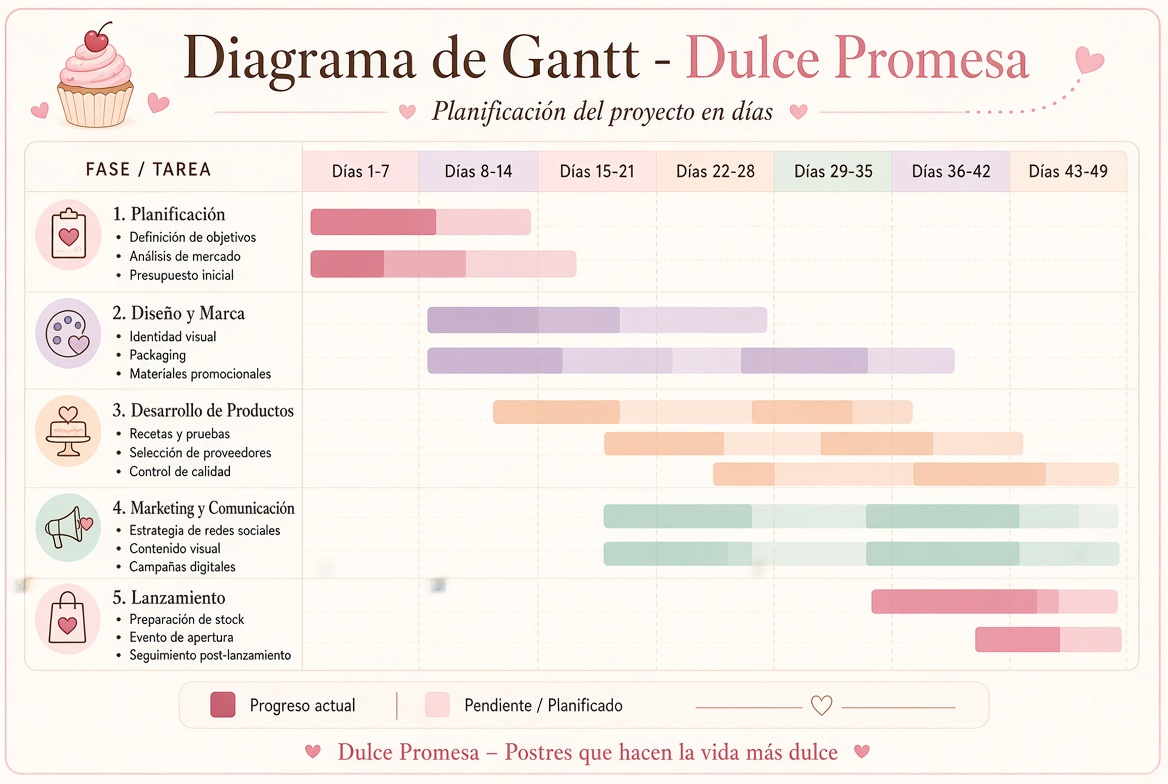 Diagrama de Gantt - Dulce Promesa
Planificación del proyecto en días
FASE / TAREA
Días 1-7
Días 8-14
Días 15-21
Días 22-28
Días 29-35
Días 36-42
Días 43-49
1. Planificación
• Definición de objetivos
• Análisis de mercado
• Presupuesto inicial
2. Diseño y Marca
• Identidad visual
• Packaging
• Materiales promocionales
3. Desarrollo de Productos
• Recetas y pruebas
• Selección de proveedores
• Control de calidad
4. Marketing y Comunicación
• Estrategia de redes sociales
• Contenido visual
• Campañas digitales
5. Lanzamiento
• Preparación de stock
• Evento de apertura
• Seguimiento post-lanzamiento
Progreso actual
Pendiente / Planificado
Dulce Promesa – Postres que hacen la vida más dulce